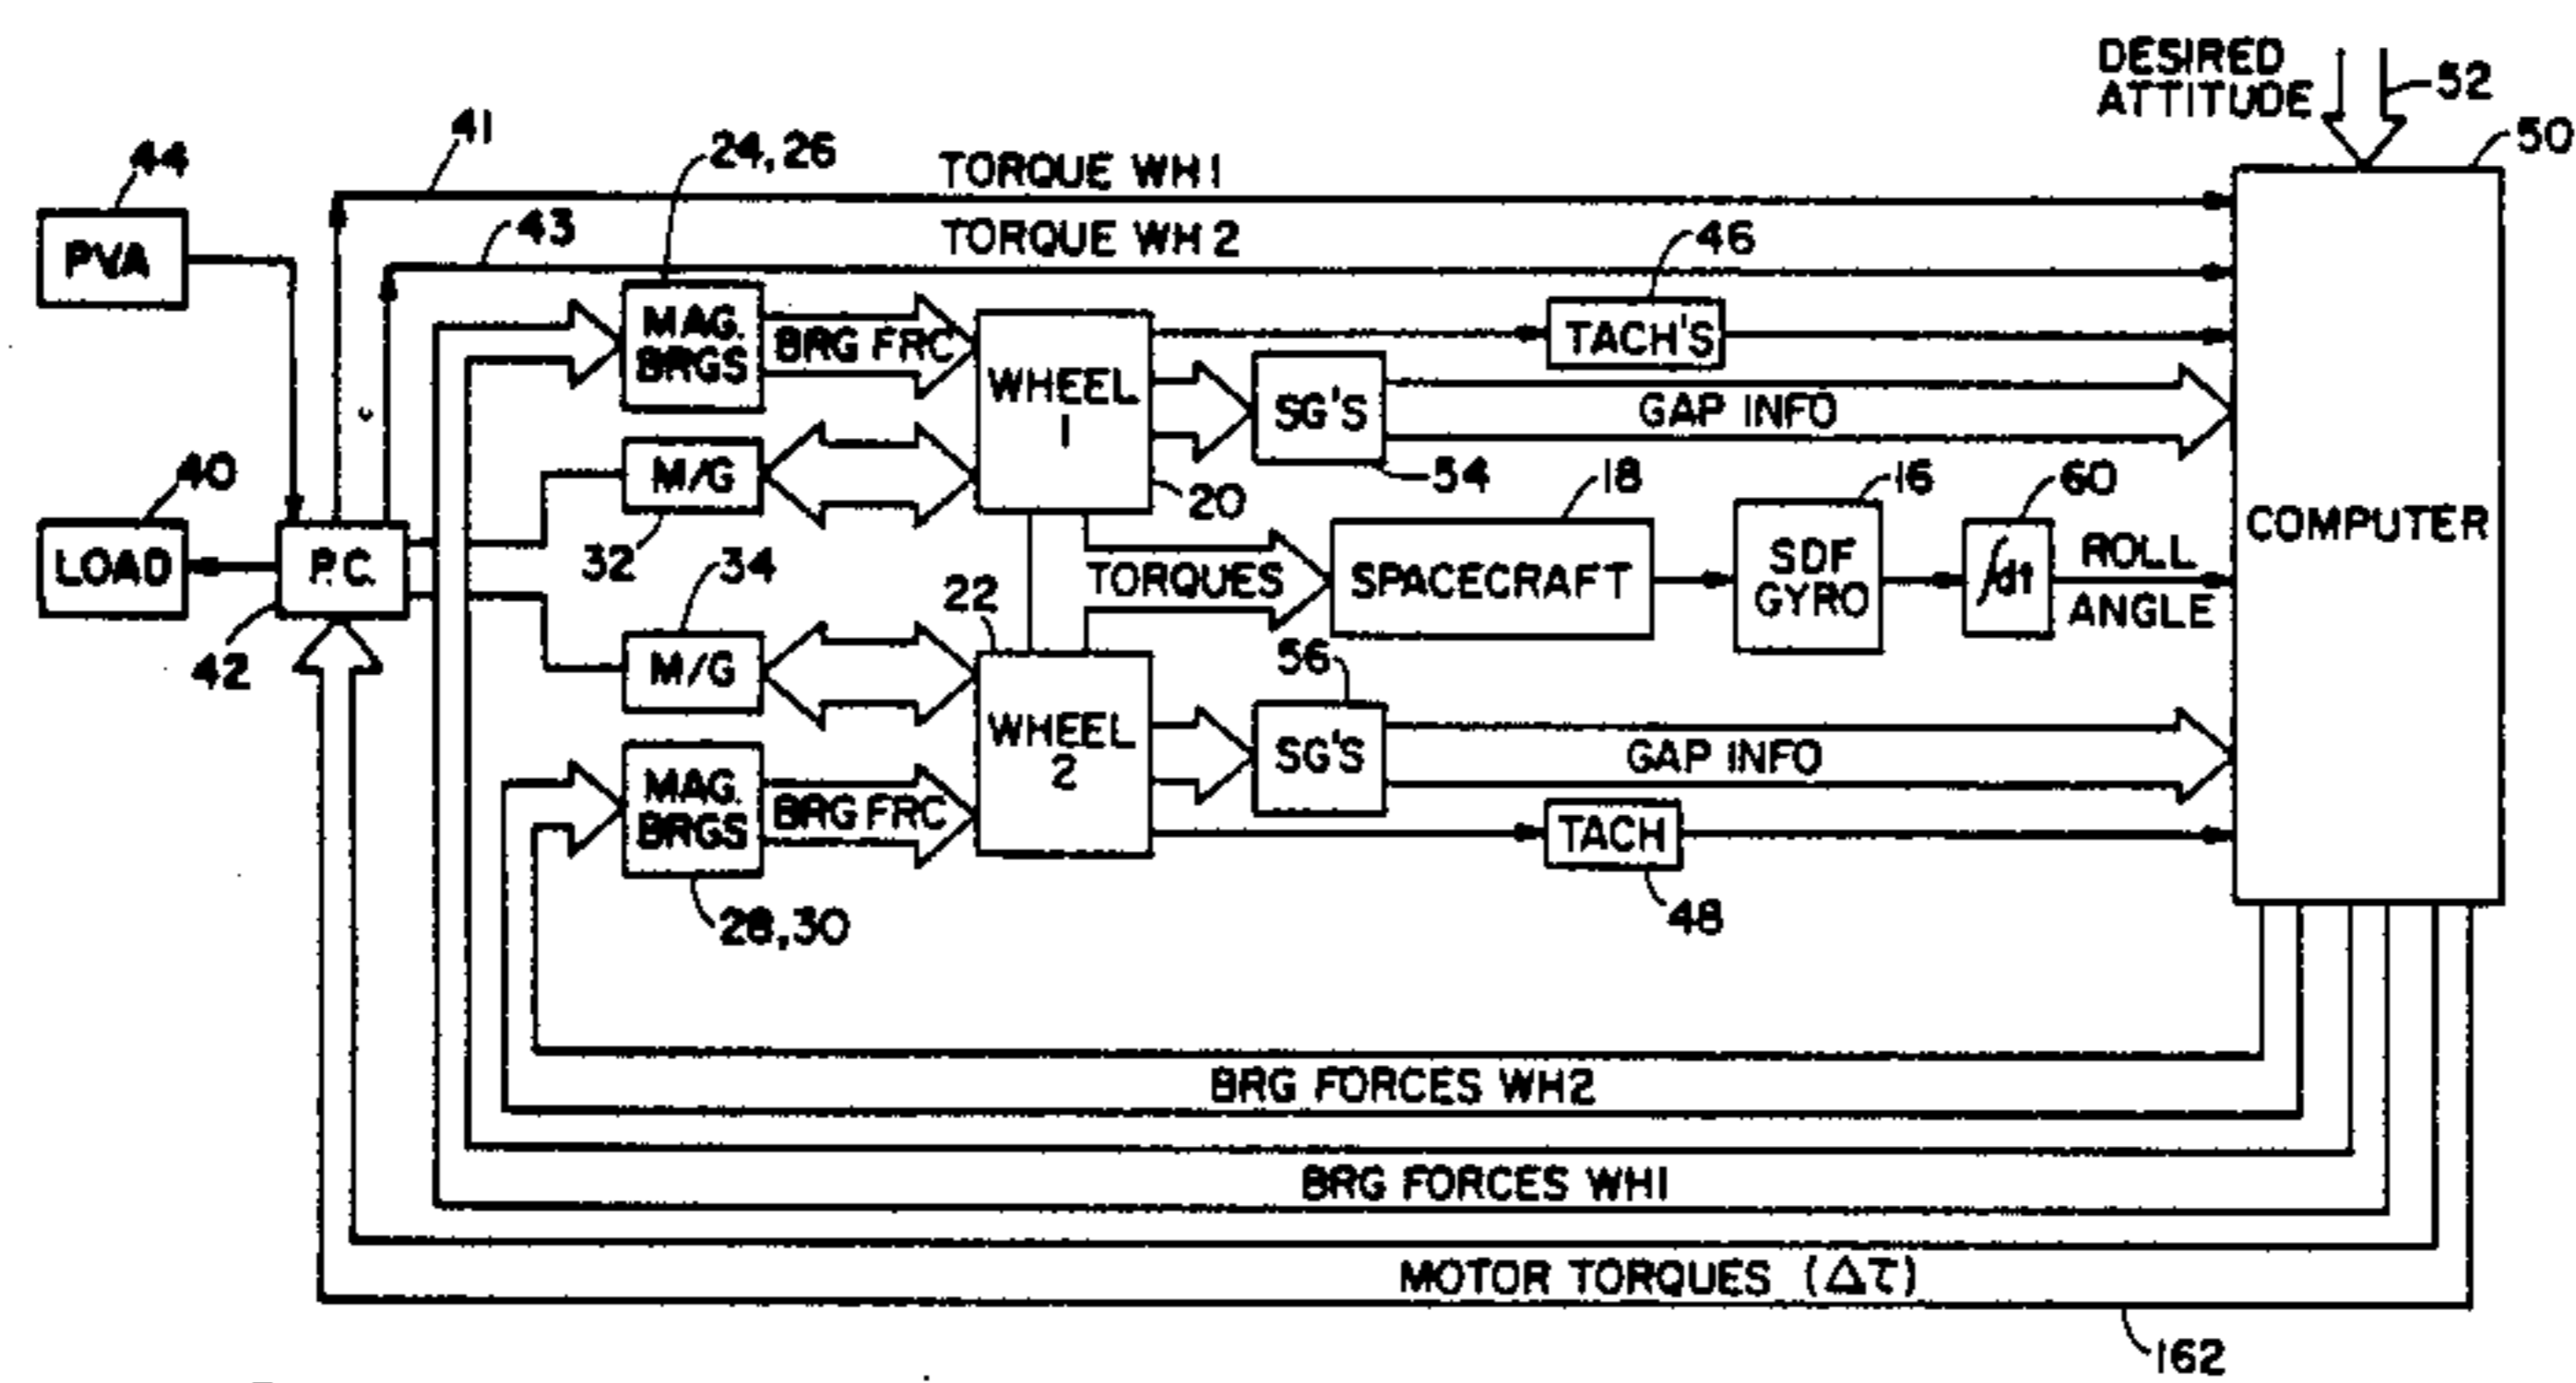 DESIRED
ATTITUDE
52
50
41
24, 26
TORQUE WH 1
44
43
TORQUE WH 2
46
PVA
MAG.
BRGS
BRG FRC
WHEEL
1
TACH'S
SG'S
GAP INFO
40
M/G
20
54
18
16
60
COMPUTER
LOAD
P.C.
32
34
22
TORQUES
SPACECRAFT
SDF
GYRO
∫dt
ROLL
ANGLE
42
M/G
56
WHEEL
2
SG'S
GAP INFO
MAG.
BRGS
BRG FRC
TACH
28, 30
48
BRG FORCES WH2
BRG FORCES WH1
MOTOR TORQUES (Δτ)
162